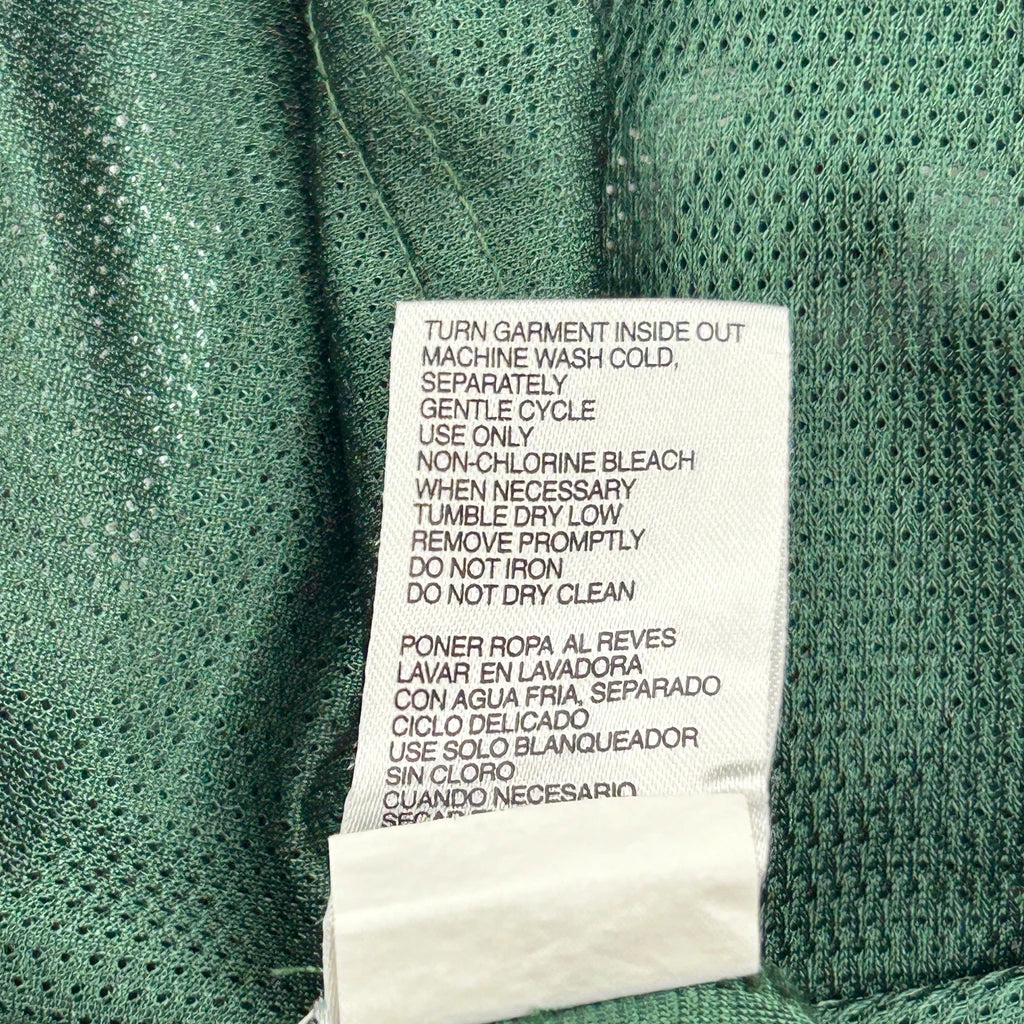 TURN GARMENT INSIDE OUT
MACHINE WASH COLD,
SEPARATELY
GENTLE CYCLE
USE ONLY
NON-CHLORINE BLEACH
WHEN NECESSARY
TUMBLE DRY LOW
REMOVE PROMPTLY
DO NOT IRON
DO NOT DRY CLEAN
PONER ROPA AL REVES
LAVAR EN LAVADORA
CON AGUA FRIA, SEPARADO
CICLO DELICADO
USE SOLO BLANQUEADOR
SIN CLORO
CUANDO NECESARIO